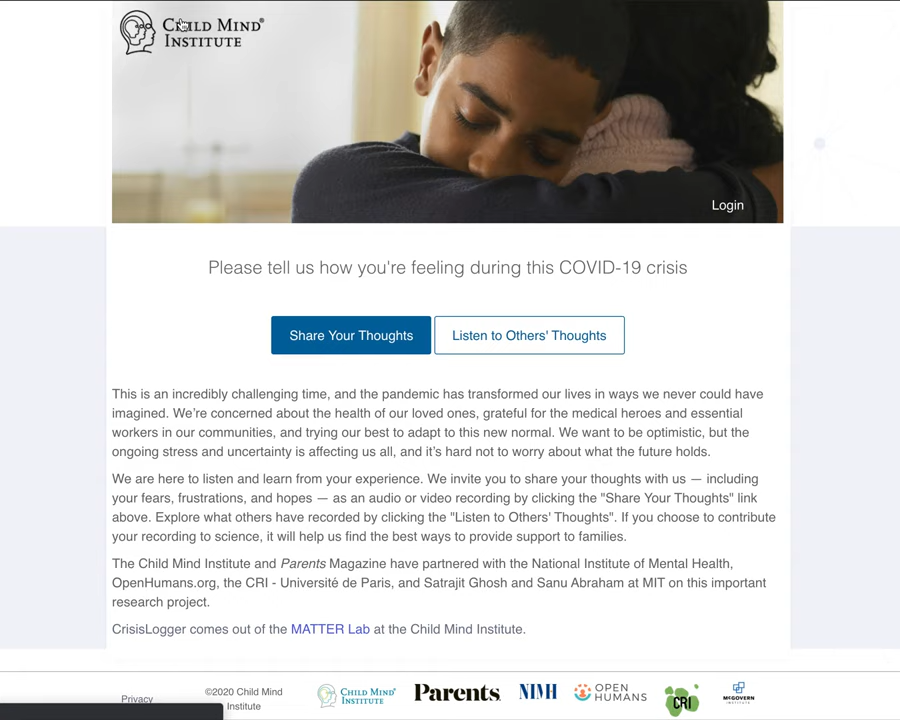 CHILD MIND®
INSTITUTE
Login
Please tell us how you're feeling during this COVID-19 crisis
Share Your Thoughts
Listen to Others' Thoughts
This is an incredibly challenging time, and the pandemic has transformed our lives in ways we never could have
imagined. We're concerned about the health of our loved ones, grateful for the medical heroes and essential
workers in our communities, and trying our best to adapt to this new normal. We want to be optimistic, but the
ongoing stress and uncertainty is affecting us all, and it's hard not to worry about what the future holds.
We are here to listen and learn from your experience. We invite you to share your thoughts with us — including
your fears, frustrations, and hopes — as an audio or video recording by clicking the "Share Your Thoughts" link
above. Explore what others have recorded by clicking the "Listen to Others' Thoughts". If you choose to contribute
your recording to science, it will help us find the best ways to provide support to families.
The Child Mind Institute and Parents Magazine have partnered with the National Institute of Mental Health,
OpenHumans.org, the CRI - Université de Paris, and Satrajit Ghosh and Sanu Abraham at MIT on this important
research project.
CrisisLogger comes out of the MATTER Lab at the Child Mind Institute.
Privacy
©2020 Child Mind
Institute
CHILD MIND®
INSTITUTE
Parents
NIMH
OPEN
HUMANS
CRI
MCGOVERN
INSTITUTE